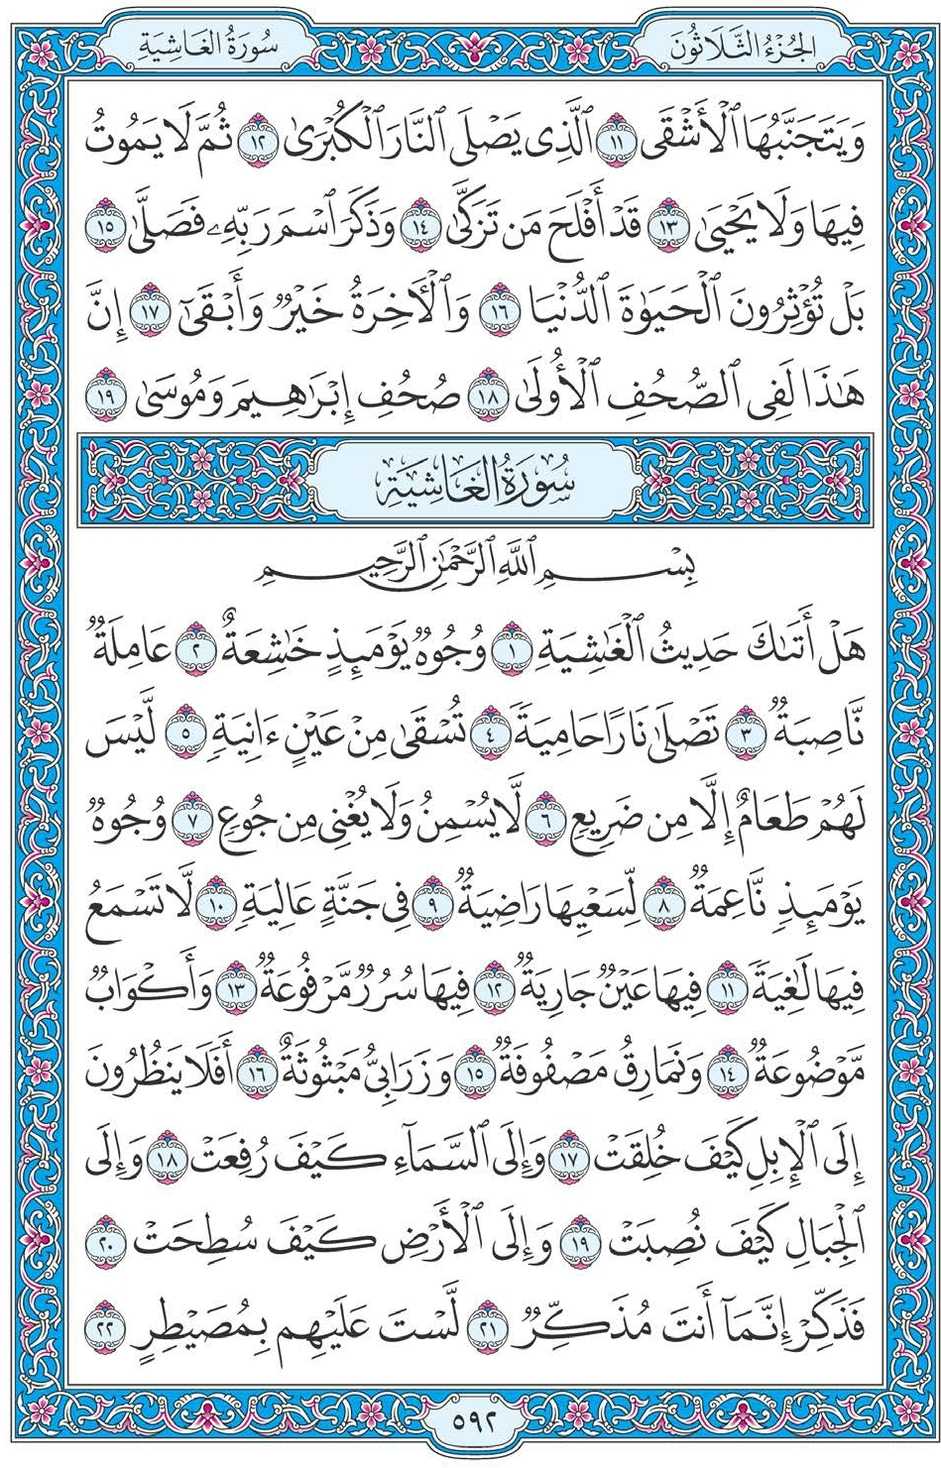 الجُزْءُ الثَّلَاثُونَ
سُورَةُ الغَاشِيَةِ
وَيَتَجَنَّبُهَا ٱلْأَشْقَى ١١ ٱلَّذِى يَصْلَى ٱلنَّارَ ٱلْكُبْرَىٰ ١٢ ثُمَّ لَا يَمُوتُ
فِيهَا وَلَا يَحْيَىٰ ١٣ قَدْ أَفْلَحَ مَن تَزَكَّىٰ ١٤ وَذَكَرَ ٱسْمَ رَبِّهِۦ فَصَلَّىٰ ١٥
بَلْ تُؤْثِرُونَ ٱلْحَيَوٰةَ ٱلدُّنْيَا ١٦ وَٱلْأَخِرَةُ خَيْرٌ وَأَبْقَىٰٓ ١٧ إِنَّ
هَٰذَا لَفِى ٱلصُّحُفِ ٱلْأُولَىٰ ١٨ صُحُفِ إِبْرَٰهِيمَ وَمُوسَىٰ ١٩
سُورَةُ الغَاشِيَةِ
بِسْمِ ٱللَّهِ ٱلرَّحْمَٰنِ ٱلرَّحِيمِ
هَلْ أَتَىٰكَ حَدِيثُ ٱلْغَٰشِيَةِ ١ وُجُوهٌ يَوْمَئِذٍ خَٰشِعَةٌ ٢ عَامِلَةٌ
نَّاصِبَةٌ ٣ تَصْلَىٰ نَارًا حَامِيَةً ٤ تُسْقَىٰ مِنْ عَيْنٍ ءَانِيَةٍ ٥ لَّيْسَ
لَهُمْ طَعَامٌ إِلَّا مِن ضَرِيعٍ ٦ لَّا يُسْمِنُ وَلَا يُغْنِى مِن جُوعٍ ٧ وُجُوهٌ
يَوْمَئِذٍ نَّاعِمَةٌ ٨ لِّسَعْيِهَا رَاضِيَةٌ ٩ فِى جَنَّةٍ عَالِيَةٍ ١٠ لَّا تَسْمَعُ
فِيهَا لَٰغِيَةً ١١ فِيهَا عَيْنٌ جَارِيَةٌ ١٢ فِيهَا سُرُرٌ مَّرْفُوعَةٌ ١٣ وَأَكْوَابٌ
مَّوْضُوعَةٌ ١٤ وَنَمَارِقُ مَصْفُوفَةٌ ١٥ وَزَرَابِىُّ مَبْثُوثَةٌ ١٦ أَفَلَا يَنظُرُونَ
إِلَى ٱلْإِبِلِ كَيْفَ خُلِقَتْ ١٧ وَإِلَى ٱلسَّمَآءِ كَيْفَ رُفِعَتْ ١٨ وَإِلَى
ٱلْجِبَالِ كَيْفَ نُصِبَتْ ١٩ وَإِلَى ٱلْأَرْضِ كَيْفَ سُطِحَتْ ٢٠
فَذَكِّرْ إِنَّمَآ أَنتَ مُذَكِّرٌ ٢١ لَّسْتَ عَلَيْهِم بِمُصَيْطِرٍ ٢٢
٥٩٢